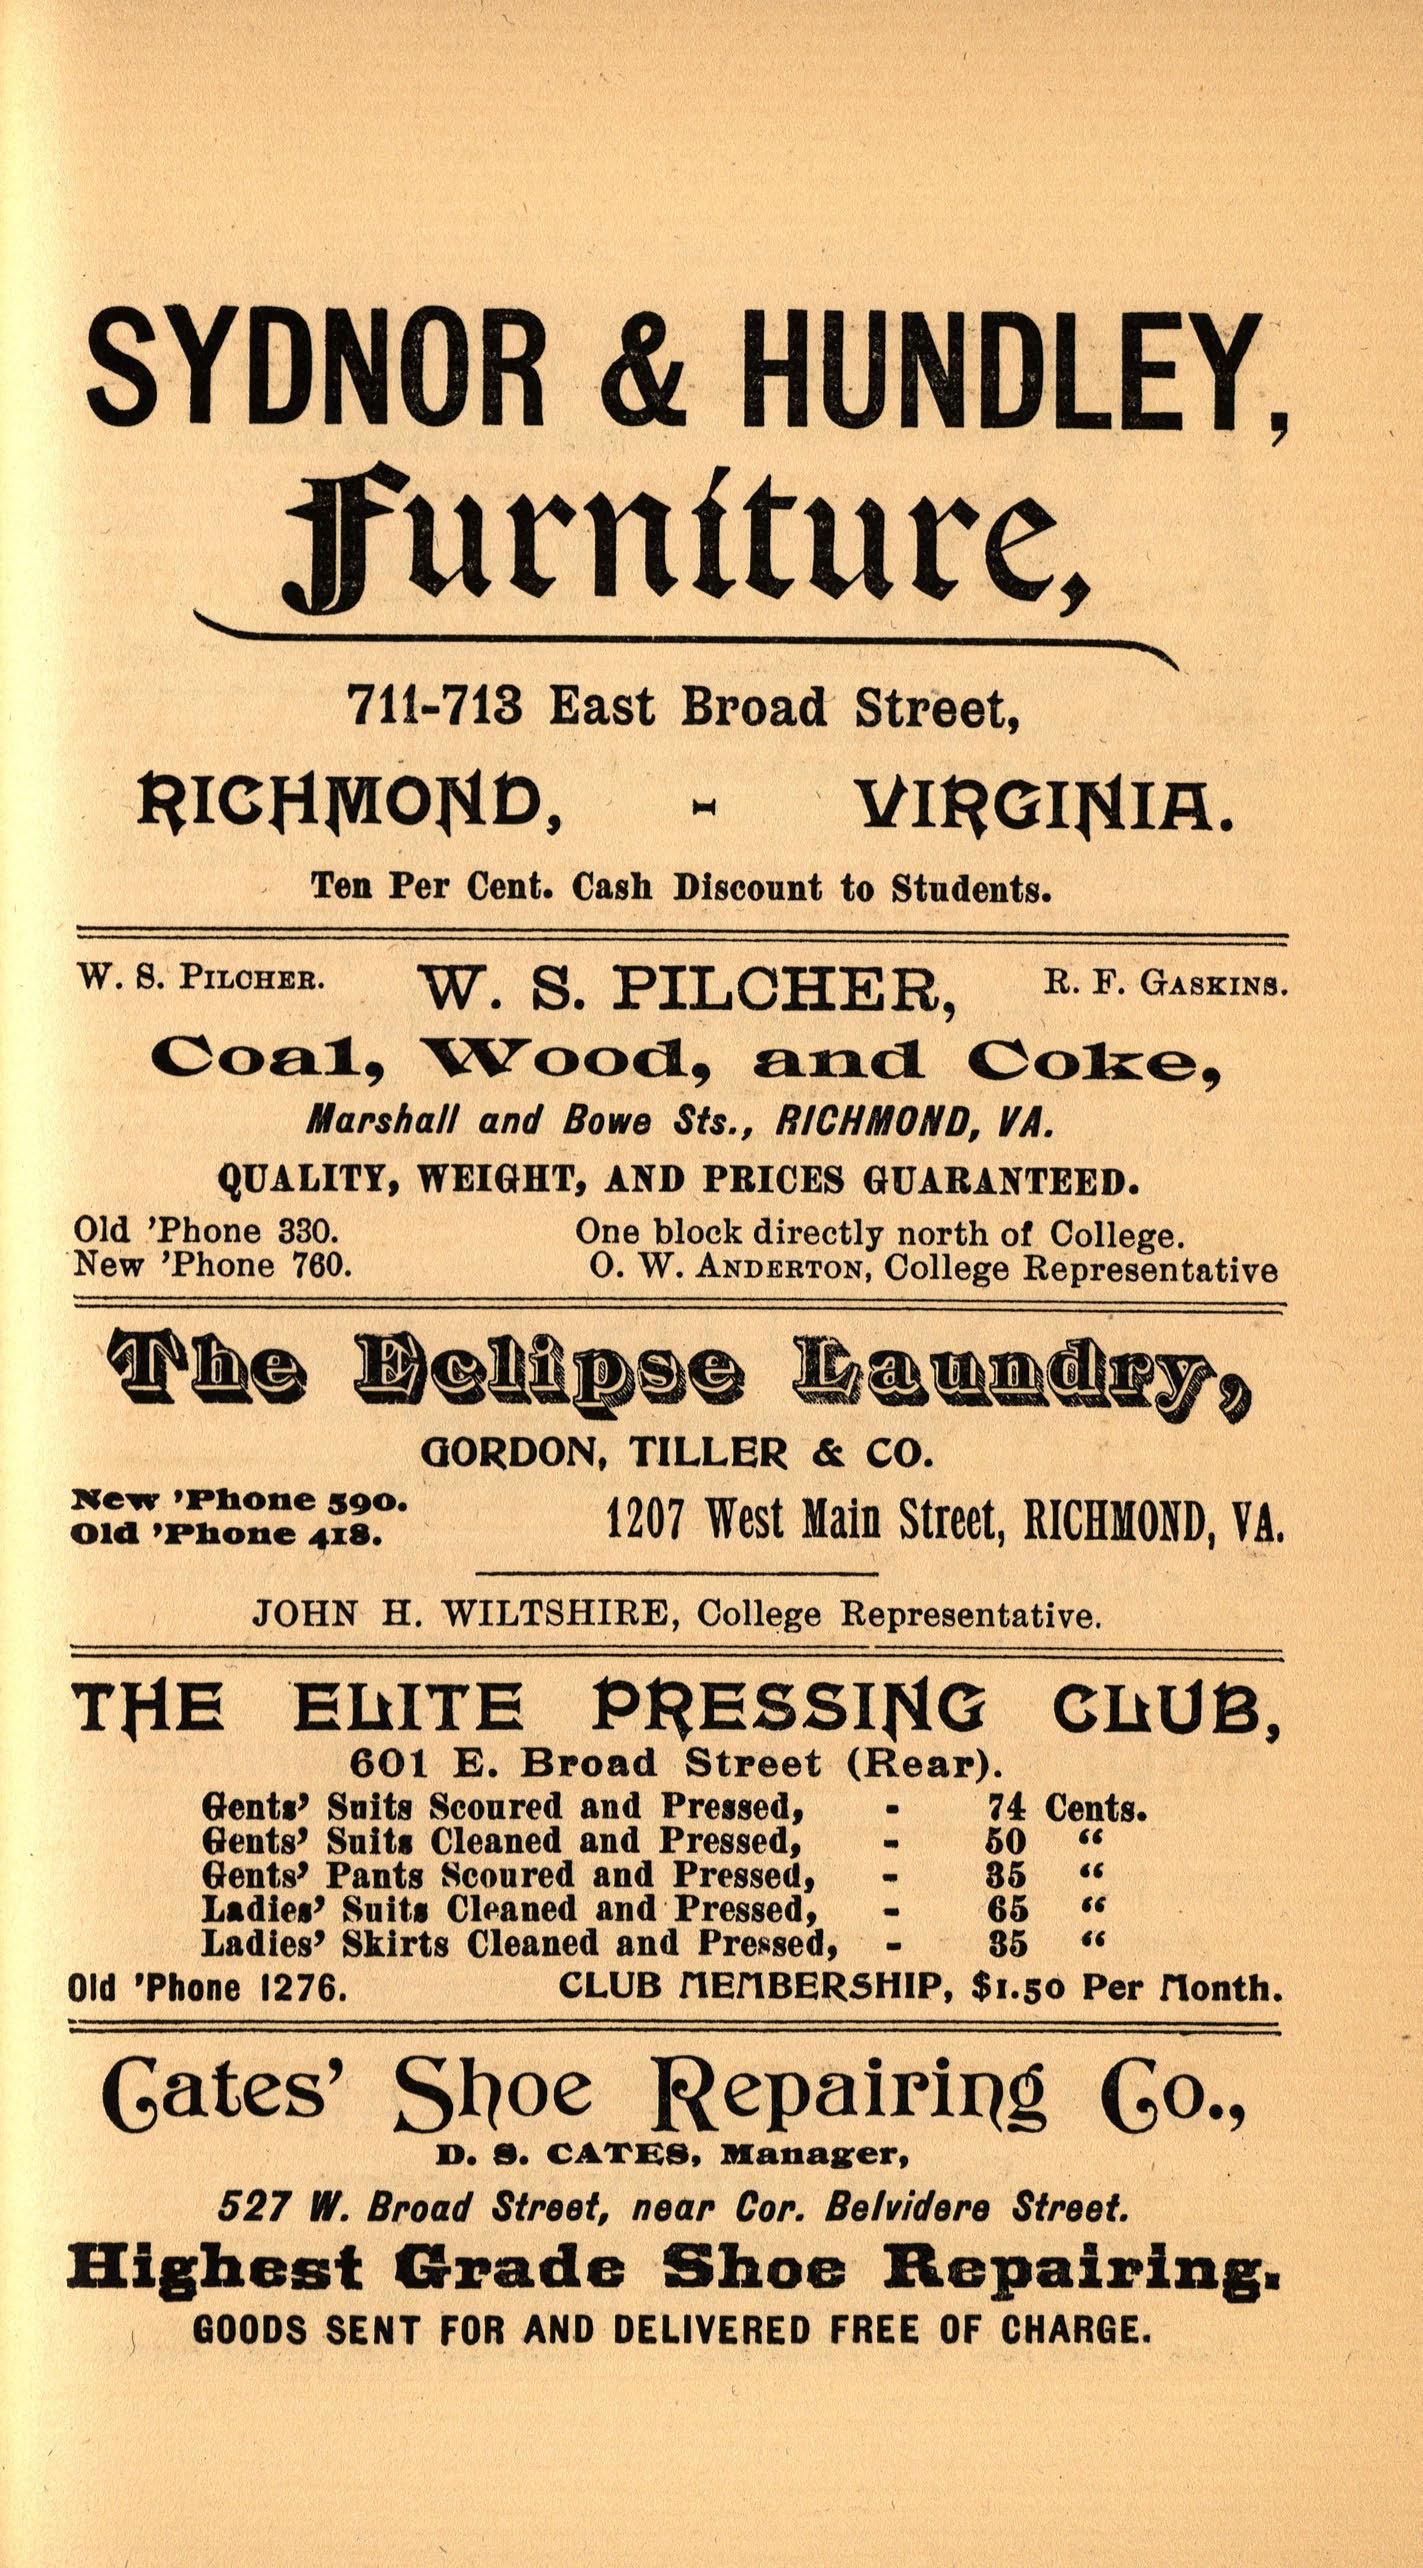 SYDNOR & HUNDLEY,
Furniture,
711-713 East Broad Street,
RICHMOND, - VIRGINIA.
Ten Per Cent. Cash Discount to Students.
W. S. PILCHER. W. S. PILCHER, R. F. GASKINS.
Coal, Wood, and Coke,
Marshall and Bowe Sts., RICHMOND, VA.
QUALITY, WEIGHT, AND PRICES GUARANTEED.
Old 'Phone 330. One block directly north of College.
New 'Phone 760. O. W. ANDERTON, College Representative
The Eclipse Laundry,
GORDON, TILLER & CO.
New 'Phone 590.
Old 'Phone 418.
1207 West Main Street, RICHMOND, VA.
JOHN H. WILTSHIRE, College Representative.
THE ELITE PRESSING CLUB,
601 E. Broad Street (Rear).
Gents' Suits Scoured and Pressed, - 74 Cents.
Gents' Suits Cleaned and Pressed, - 50 "
Gents' Pants Scoured and Pressed, - 35 "
Ladies' Suits Cleaned and Pressed, - 65 "
Ladies' Skirts Cleaned and Pressed, - 35 "
Old 'Phone 1276. CLUB MEMBERSHIP, $1.50 Per Month.
Cates' Shoe Repairing Co.,
D. S. CATES, Manager,
527 W. Broad Street, near Cor. Belvidere Street.
Highest Grade Shoe Repairing.
GOODS SENT FOR AND DELIVERED FREE OF CHARGE.